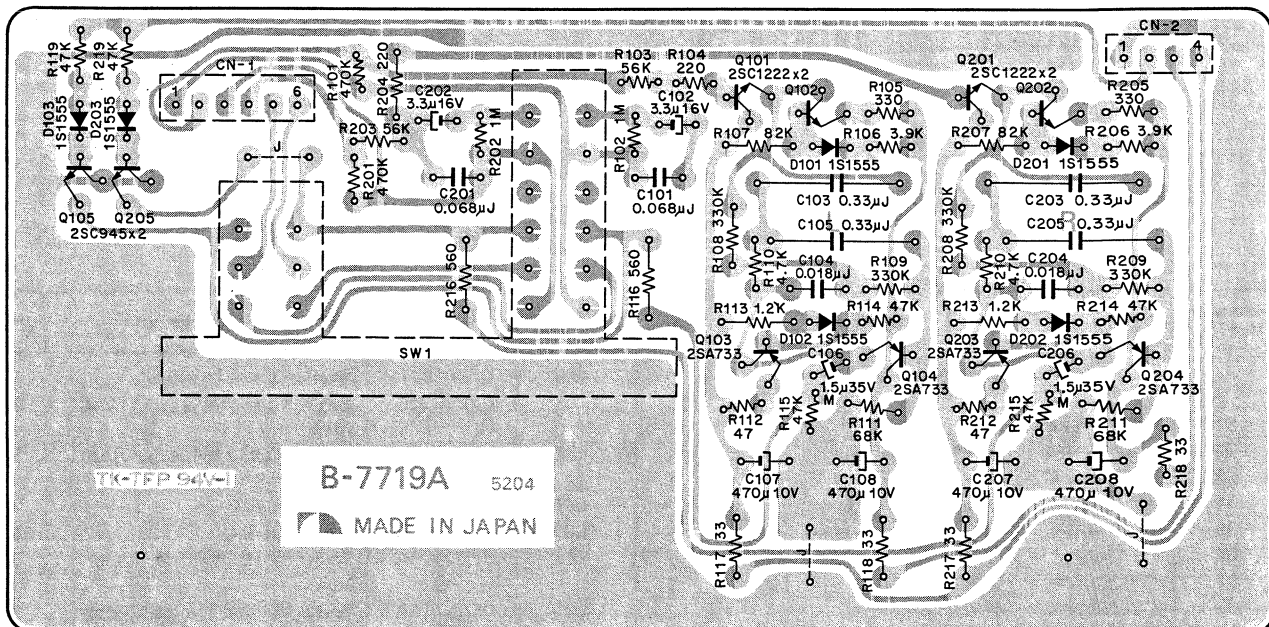 R119 47K
R219 47K
D103 1S1555
D203 1S1555
Q105
Q205
2SC945x2
CN-1
1
6
J
R101 470K
R204 220
C202
3.3µ16V
R203 56K
R201 470K
R202 1M
C201
0.068µJ
R216 560
SW1
R103
56K
R104
220
C102
3.3µ16V
R102 1M
C101
0.068µJ
R116 560
Q101
2SC1222x2
Q102
R105
330
R107 82K
R106 3.9K
D101 1S1555
C103 0.33µJ
R108 330K
C105 0.33µJ
R110 4.7K
C104
0.018µJ
R109
330K
R113 1.2K
R114 47K
Q103
2SA733
D102 1S1555
C106
1.5µ35V
M
Q104
2SA733
R112
47
R115 47K
R111
68K
C107
470µ10V
C108
470µ10V
R117 33
J
R118 33
Q201
2SC1222x2
Q202
CN-2
1
4
R205
330
R207 82K
R206 3.9K
D201 1S1555
C203 0.33µJ
R
R208 330K
C205 0.33µJ
R210 4.7K
C204
0.018µJ
R209
330K
R213 1.2K
R214 47K
Q203
2SA733
D202 1S1555
C206
1.5µ35V
M
Q204
2SA733
R212
47
R215 47K
R211
68K
C207
470µ10V
C208
470µ10V
R218 33
R217 33
J
TK-TFP 94V-1
B-7719A 5204
MADE IN JAPAN